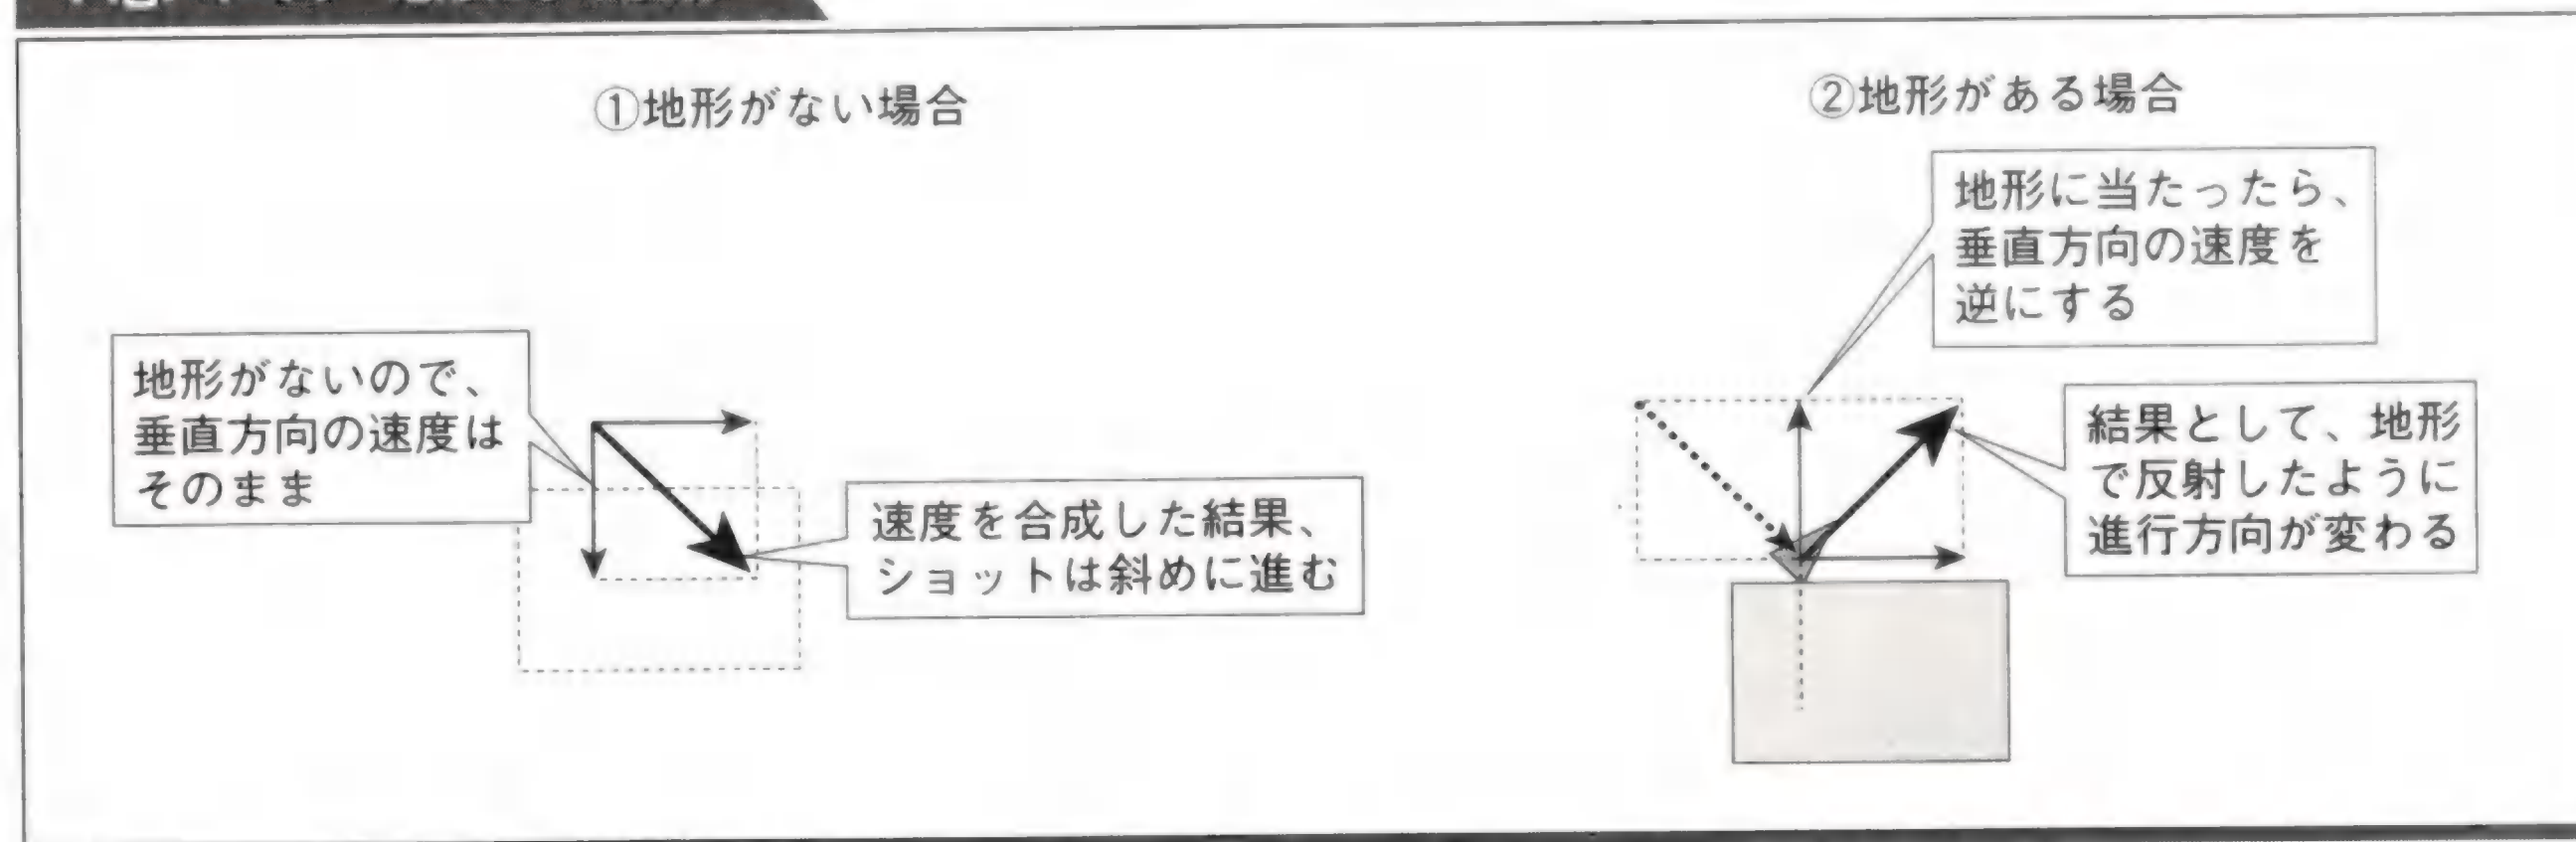 ①地形がない場合
地形がないので、
垂直方向の速度は
そのまま
速度を合成した結果、
ショットは斜めに進む
②地形がある場合
地形に当たったら、
垂直方向の速度を
逆にする
結果として、地形
で反射したように
進行方向が変わる